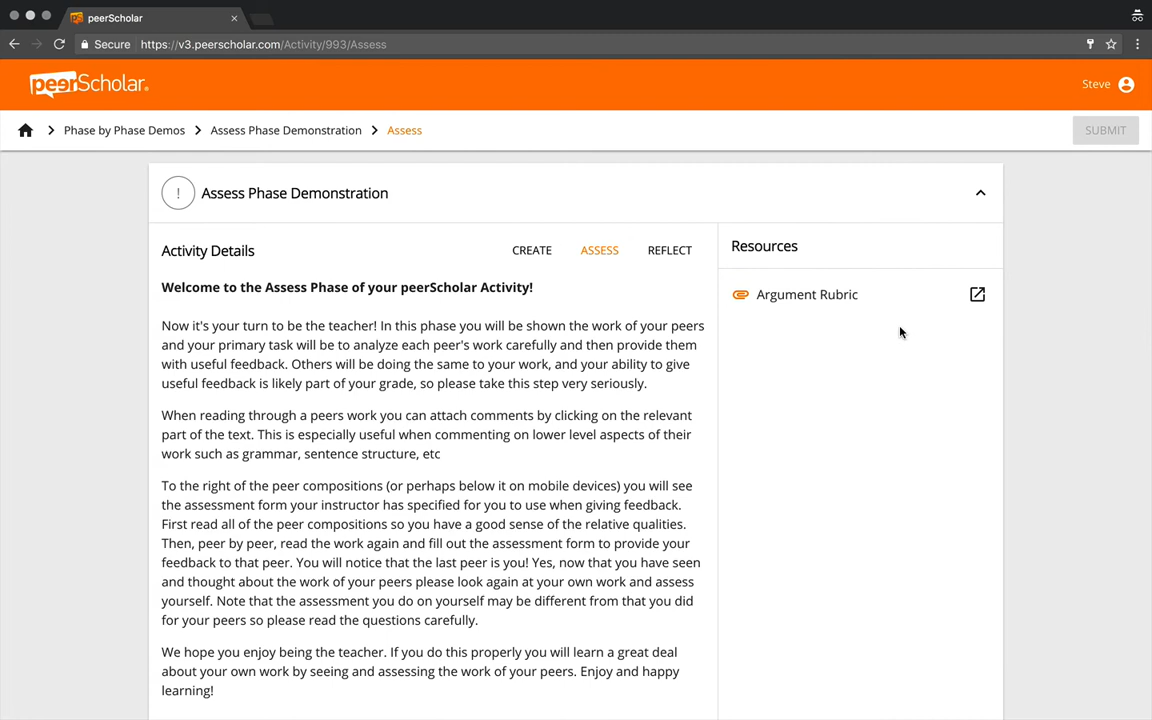 peerScholar
Secure https://v3.peerscholar.com/Activity/993/Assess
peerScholar
Steve
Phase by Phase Demos Assess Phase Demonstration Assess
SUBMIT
! Assess Phase Demonstration
Activity Details CREATE ASSESS REFLECT
Welcome to the Assess Phase of your peerScholar Activity!
Now it's your turn to be the teacher! In this phase you will be shown the work of your peers
and your primary task will be to analyze each peer's work carefully and then provide them
with useful feedback. Others will be doing the same to your work, and your ability to give
useful feedback is likely part of your grade, so please take this step very seriously.
When reading through a peers work you can attach comments by clicking on the relevant
part of the text. This is especially useful when commenting on lower level aspects of their
work such as grammar, sentence structure, etc
To the right of the peer compositions (or perhaps below it on mobile devices) you will see
the assessment form your instructor has specified for you to use when giving feedback.
First read all of the peer compositions so you have a good sense of the relative qualities.
Then, peer by peer, read the work again and fill out the assessment form to provide your
feedback to that peer. You will notice that the last peer is you! Yes, now that you have seen
and thought about the work of your peers please look again at your own work and assess
yourself. Note that the assessment you do on yourself may be different from that you did
for your peers so please read the questions carefully.
We hope you enjoy being the teacher. If you do this properly you will learn a great deal
about your own work by seeing and assessing the work of your peers. Enjoy and happy
learning!
Resources
Argument Rubric